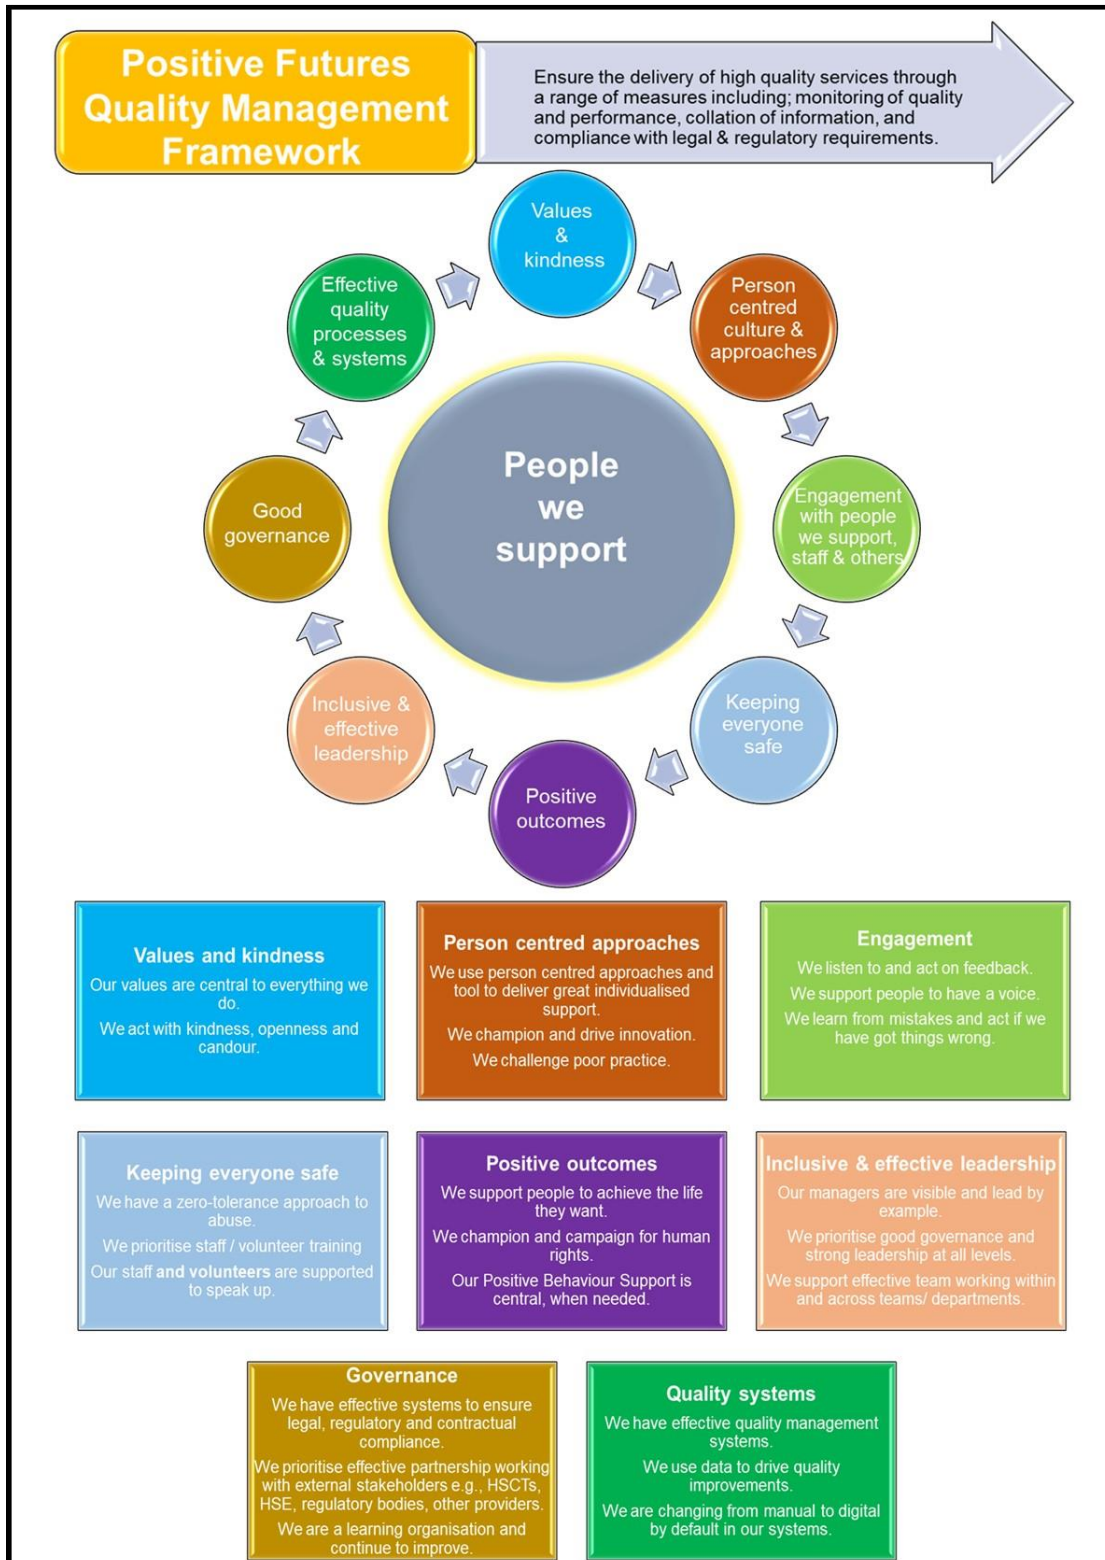 Positive Futures
Quality Management
Framework
Ensure the delivery of high quality services through
a range of measures including; monitoring of quality
and performance, collation of information, and
compliance with legal & regulatory requirements.
Values
&
kindness
Person
centred
culture &
approaches
Engagement
with people
we support,
staff & others
Keeping
everyone
safe
Positive
outcomes
Inclusive &
effective
leadership
Good
governance
Effective
quality
processes
& systems
People
we
support
Values and kindness
Our values are central to everything we
do.
We act with kindness, openness and
candour.
Person centred approaches
We use person centred approaches and
tool to deliver great individualised
support.
We champion and drive innovation.
We challenge poor practice.
Engagement
We listen to and act on feedback.
We support people to have a voice.
We learn from mistakes and act if we
have got things wrong.
Keeping everyone safe
We have a zero-tolerance approach to
abuse.
We prioritise staff / volunteer training
Our staff and volunteers are supported
to speak up.
Positive outcomes
We support people to achieve the life
they want.
We champion and campaign for human
rights.
Our Positive Behaviour Support is
central, when needed.
Inclusive & effective leadership
Our managers are visible and lead by
example.
We prioritise good governance and
strong leadership at all levels.
We support effective team working within
and across teams/ departments.
Governance
We have effective systems to ensure
legal, regulatory and contractual
compliance.
We prioritise effective partnership working
with external stakeholders e.g., HSCTs,
HSE, regulatory bodies, other providers.
We are a learning organisation and
continue to improve.
Quality systems
We have effective quality management
systems.
We use data to drive quality
improvements.
We are changing from manual to digital
by default in our systems.